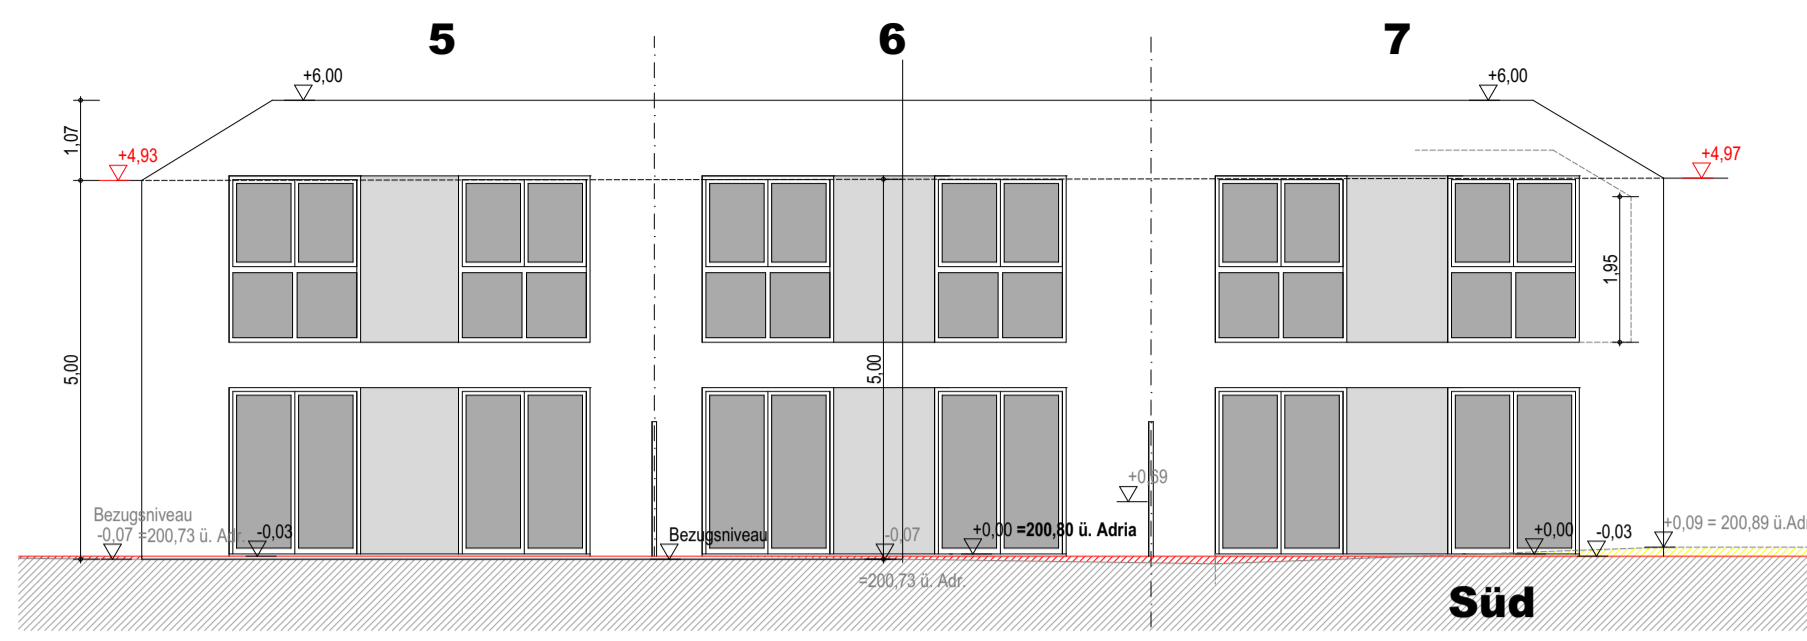 5
6
7
+6,00
+6,00
1,07
+4,93
+4,97
1,95
5,00
5,00
+0,69
Bezugsniveau
-0,07 =200,73 ü. Adr.
-0,03
Bezugsniveau
-0,07
+0,00 =200,80 ü. Adria
+0,00
-0,03
+0,09 = 200,89 ü.Adr
=200,73 ü. Adr.
Süd